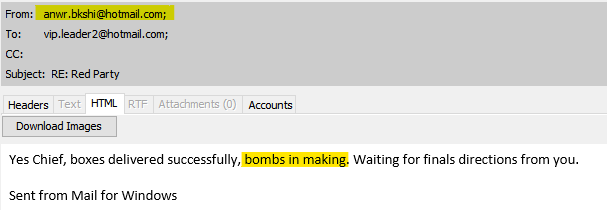 From: anwr.bkshi@hotmail.com;
To: vip.leader2@hotmail.com;
CC:
Subject: RE: Red Party
Headers Text HTML RTF Attachments (0) Accounts
Download Images
Yes Chief, boxes delivered successfully, bombs in making. Waiting for finals directions from you.
Sent from Mail for Windows